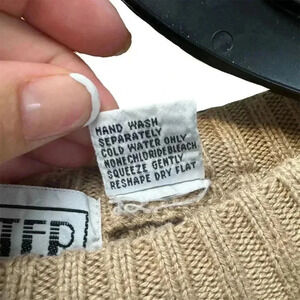 HAND WASH
SEPARATELY
COLD WATER ONLY
NONECHLORIDEBLEACH
SQUEEZE GENTLY
RESHAPE DRY FLAT